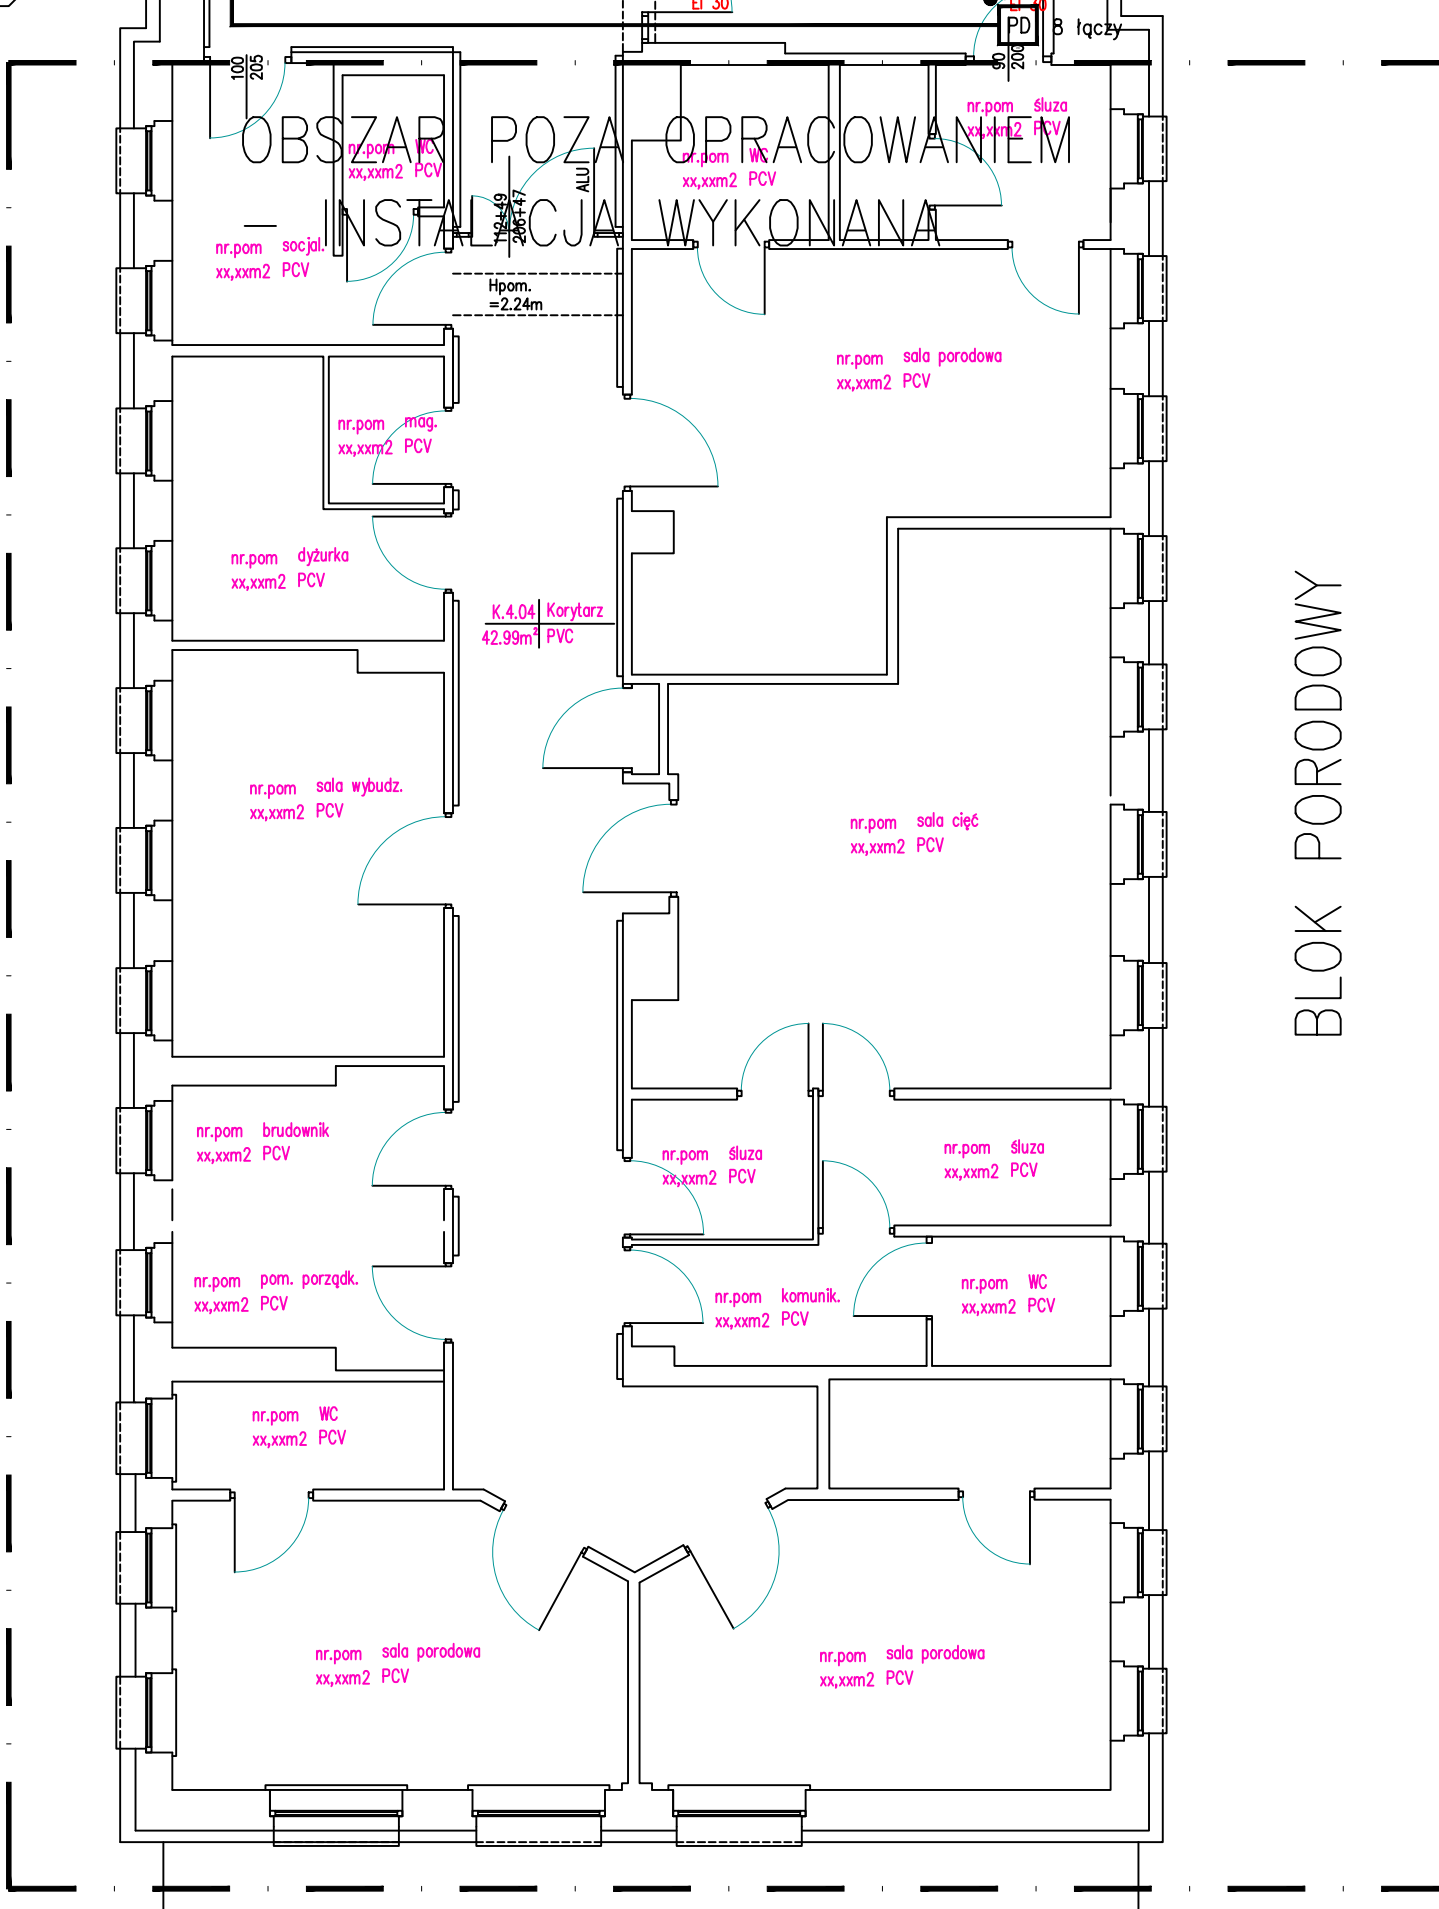 EI 30
EI 60
PD
8 łączy
100
205
90
200
nr.pom śluza
xx,xxm2 PCV
OBSZAR POZA OPRACOWANIEM
– INSTALACJA WYKONANA
nr.pom WC
xx,xxm2 PCV
nr.pom WC
xx,xxm2 PCV
ALU
112+49
206+47
nr.pom socjal.
xx,xxm2 PCV
Hpom.
=2.24m
nr.pom sala porodowa
xx,xxm2 PCV
nr.pom mag.
xx,xxm2 PCV
nr.pom dyżurka
xx,xxm2 PCV
K.4.04 Korytarz
42.99m² PVC
BLOK PORODOWY
nr.pom sala wybudz.
xx,xxm2 PCV
nr.pom sala cięć
xx,xxm2 PCV
nr.pom brudownik
xx,xxm2 PCV
nr.pom śluza
xx,xxm2 PCV
nr.pom śluza
xx,xxm2 PCV
nr.pom pom. porządk.
xx,xxm2 PCV
nr.pom komunik.
xx,xxm2 PCV
nr.pom WC
xx,xxm2 PCV
nr.pom WC
xx,xxm2 PCV
nr.pom sala porodowa
xx,xxm2 PCV
nr.pom sala porodowa
xx,xxm2 PCV